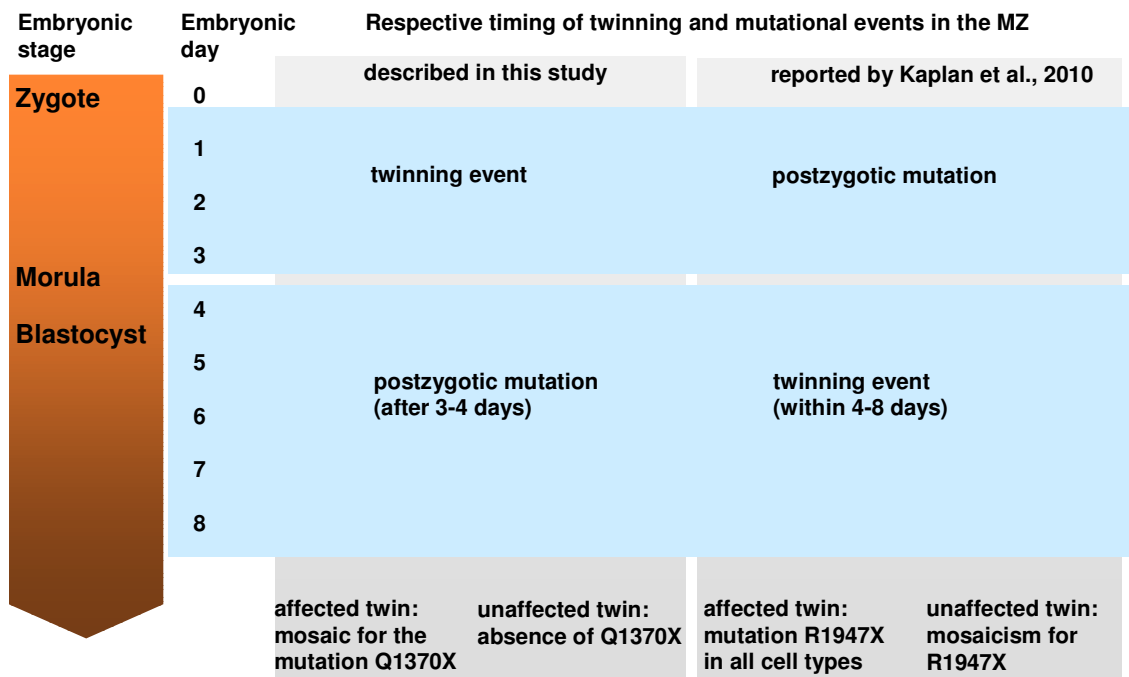 Embryonic stage
Embryonic day
Respective timing of twinning and mutational events in the MZ
described in this study
reported by Kaplan et al., 2010
Zygote
0
1
twinning event
postzygotic mutation
2
3
Morula
4
Blastocyst
5
postzygotic mutation
(after 3-4 days)
twinning event
(within 4-8 days)
6
7
8
affected twin:
mosaic for the
mutation Q1370X
unaffected twin:
absence of Q1370X
affected twin:
mutation R1947X
in all cell types
unaffected twin:
mosaicism for
R1947X